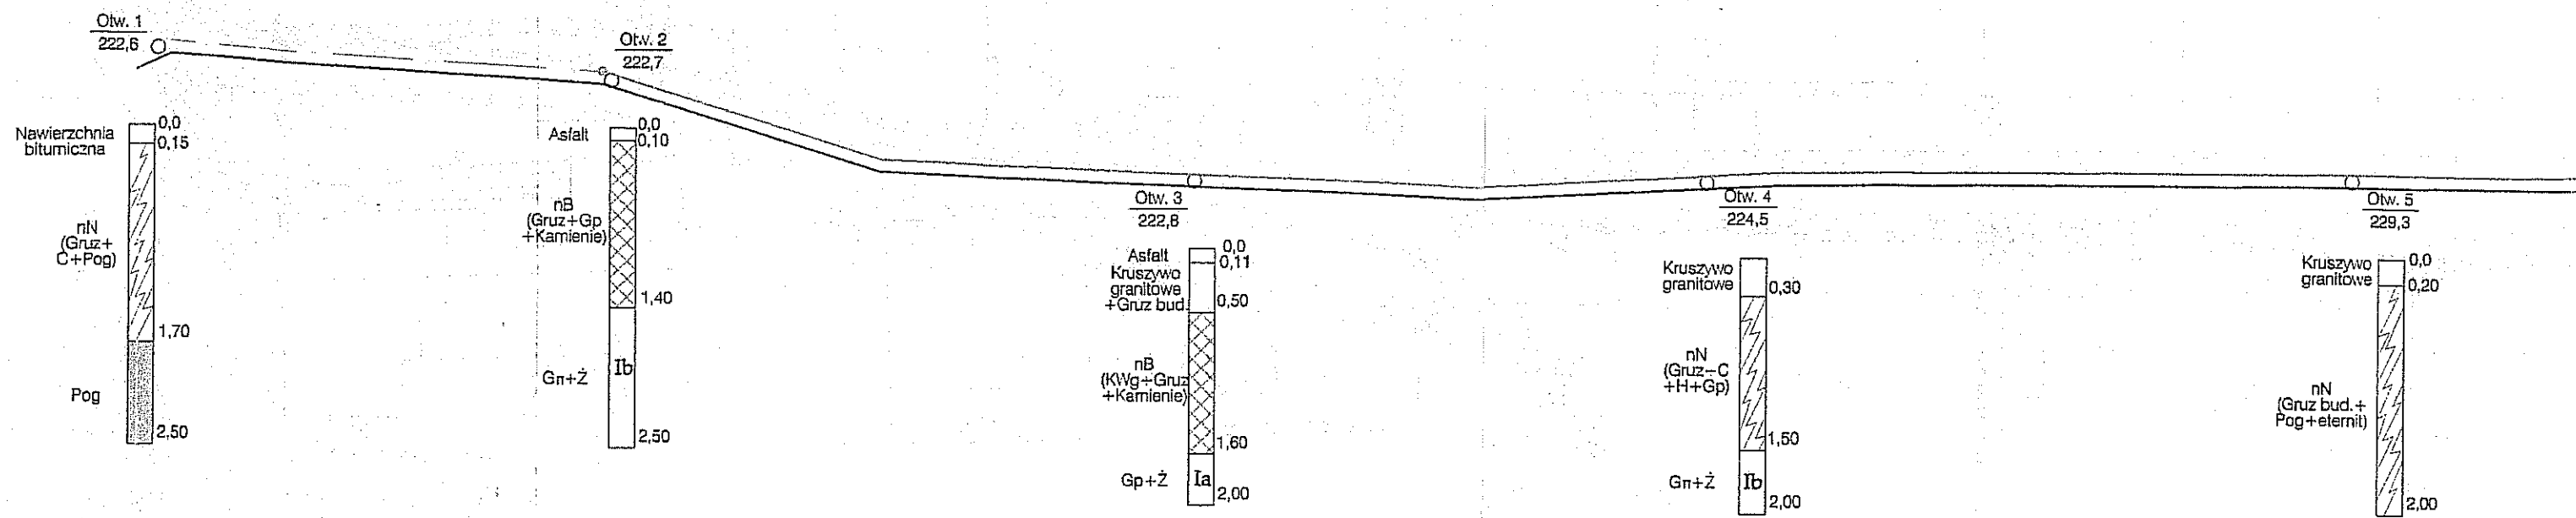 Otw. 1
222,6
Nawierzchnia
bitumiczna
0,0
0,15
nN
(Gruz+
C+Pog)
1,70
Pog
2,50
Otw. 2
222,7
Asfalt
0,0
0,10
nB
(Gruz+Gp
+Kamienie)
1,40
Gπ+Ż
Ib
2,50
Otw. 3
222,8
Asfalt
0,0
0,11
Kruszywo
granitowe
+Gruz bud.
0,50
nB
(KWg+Gruz
+Kamienie)
1,60
Gp+Ż
Ia
2,00
Otw. 4
224,5
Kruszywo
granitowe
0,30
nN
(Gruz+C
+H+Gp)
1,50
Gπ+Ż
Ib
2,00
Otw. 5
229,3
Kruszywo
granitowe
0,0
0,20
nN
(Gruz bud.+
Pog+eternit)
2,00